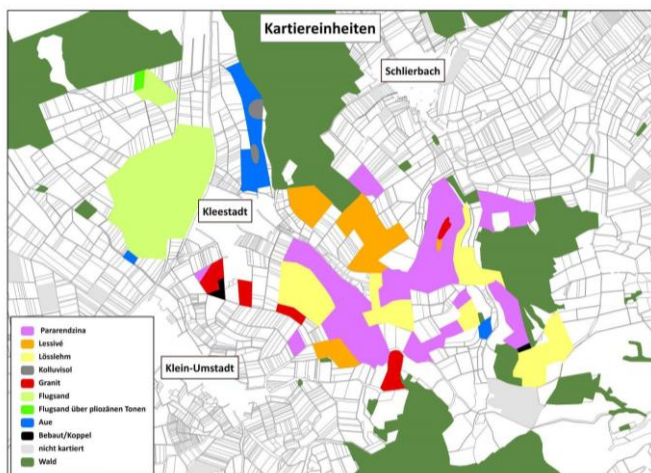 Kartiereinheiten
Schlierbach
Kleestadt
Klein-Umstadt
Pararendzina
Lessivé
Lösslehm
Kolluvisol
Granit
Flugsand
Flugsand über pliozänen Tonen
Aue
Bebaut/Koppel
nicht kartiert
Wald